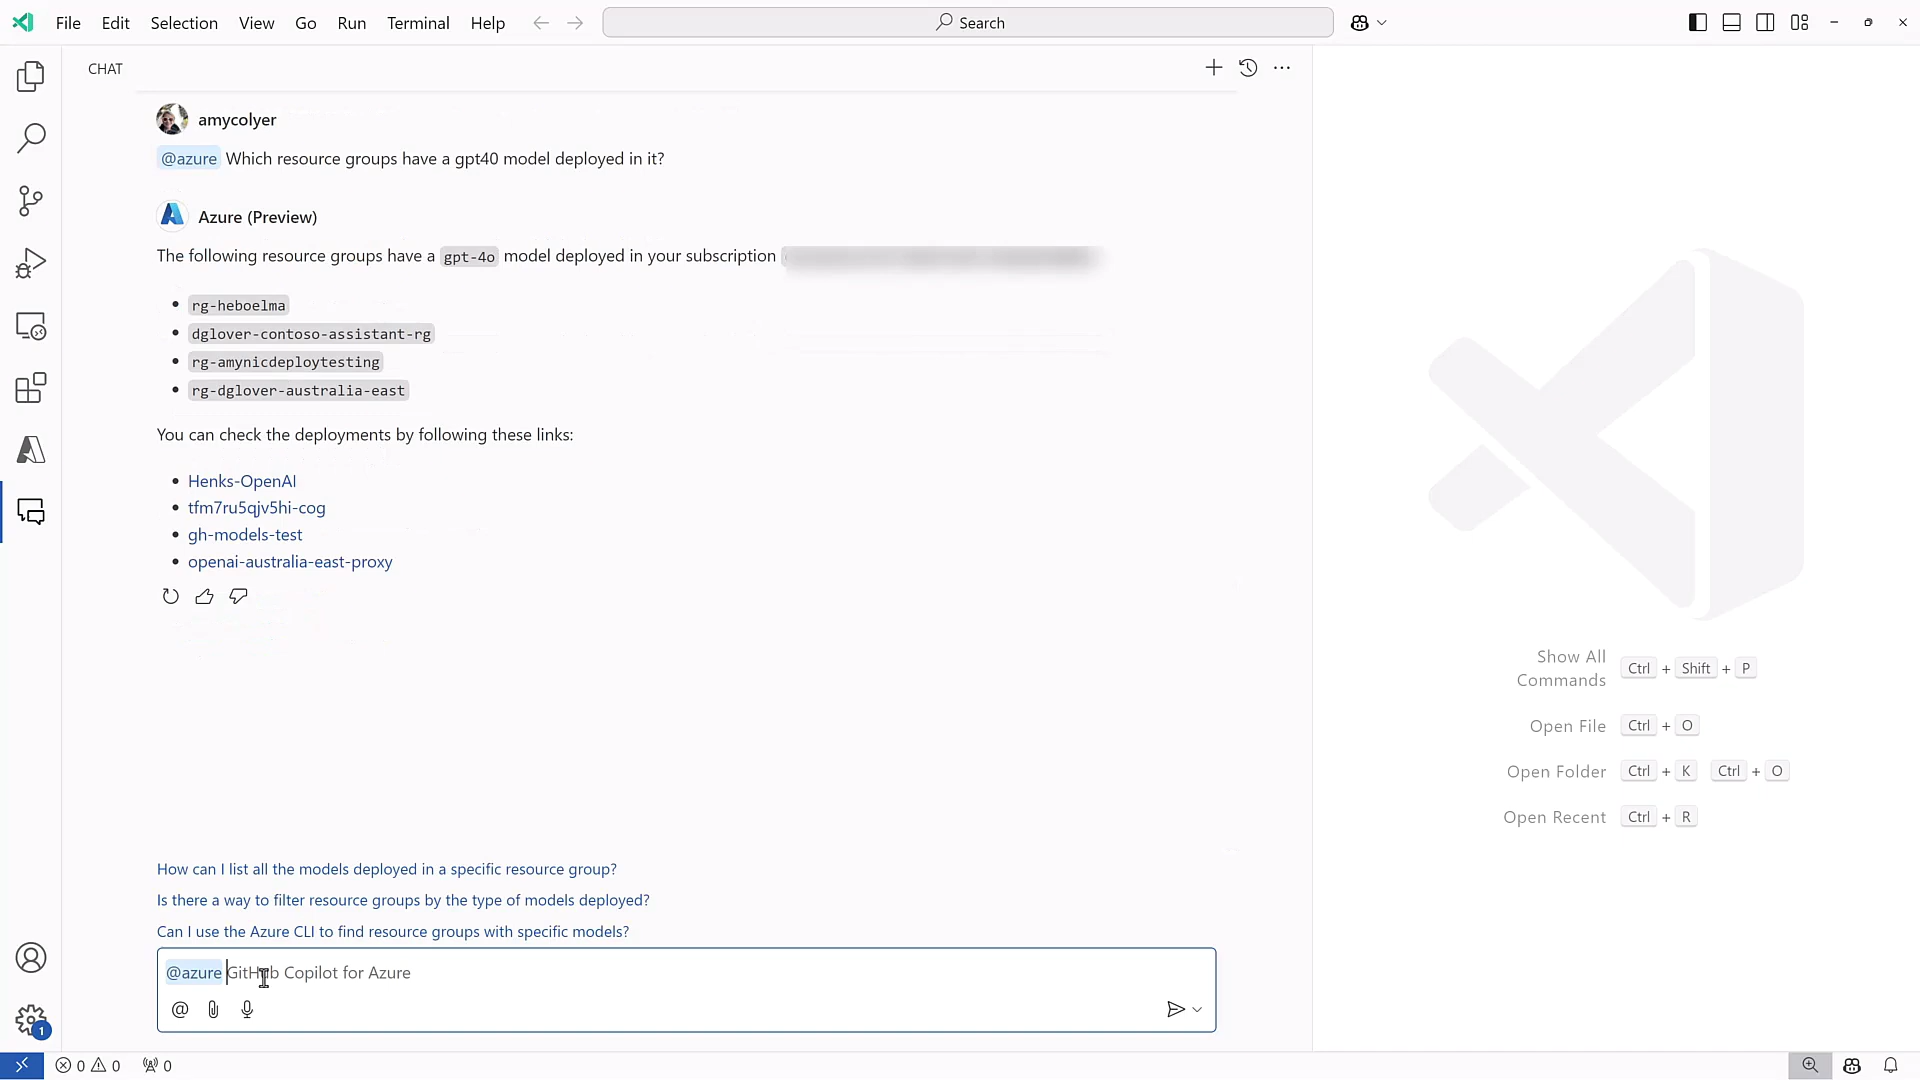 File Edit Selection View Go Run Terminal Help Search
CHAT
amycolyer
@azure Which resource groups have a gpt40 model deployed in it?
Azure (Preview)
The following resource groups have a gpt-4o model deployed in your subscription
rg-heboelma
dglover-contoso-assistant-rg
rg-amynicdeploytesting
rg-dglover-australia-east
You can check the deployments by following these links:
Henks-OpenAI
tfm7ru5qjv5hi-cog
gh-models-test
openai-australia-east-proxy
Show All Commands Ctrl + Shift + P
Open File Ctrl + O
Open Folder Ctrl + K Ctrl + O
Open Recent Ctrl + R
How can I list all the models deployed in a specific resource group?
Is there a way to filter resource groups by the type of models deployed?
Can I use the Azure CLI to find resource groups with specific models?
@azure GitHub Copilot for Azure
1
0 0 0